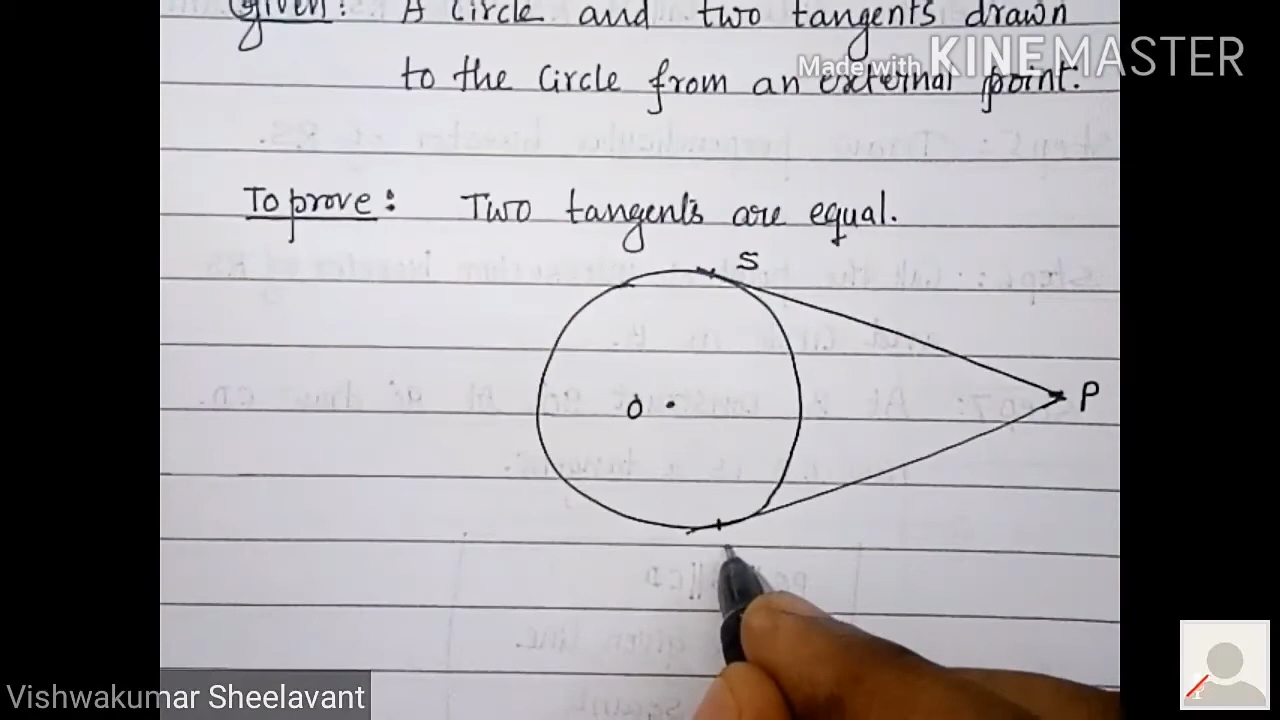 Given: A Circle and two tangents drawn
Made with KINEMASTER
to the Circle from an external point.
To prove: Two tangents are equal.
S
O
P
Vishwakumar Sheelavant